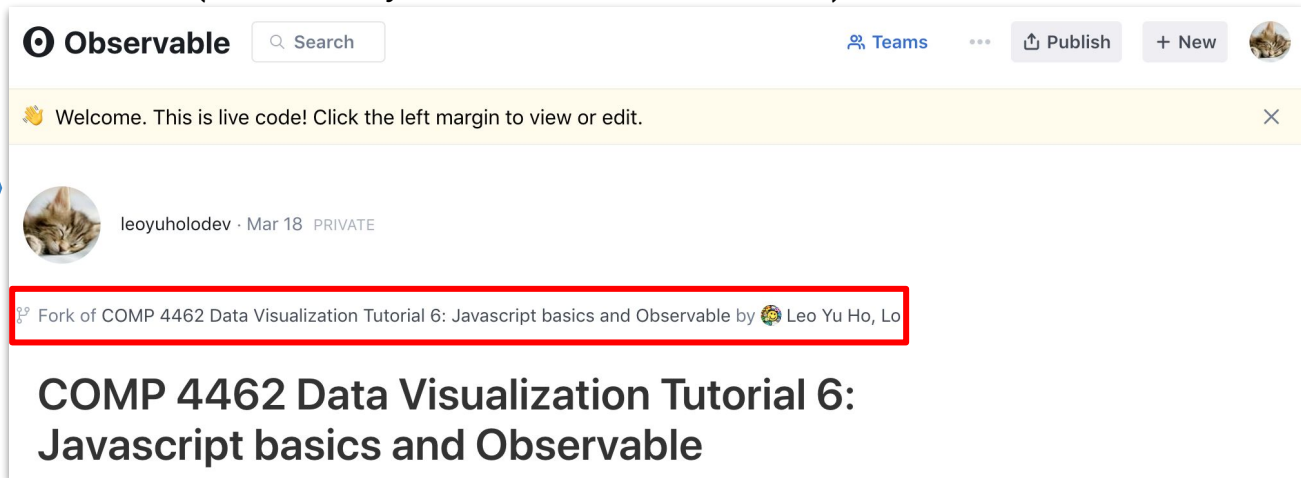 Observable
Search
Teams
Publish
+ New
👋 Welcome. This is live code! Click the left margin to view or edit.
leoyuholodev · Mar 18 PRIVATE
Fork of COMP 4462 Data Visualization Tutorial 6: Javascript basics and Observable by Leo Yu Ho, Lo
COMP 4462 Data Visualization Tutorial 6:
Javascript basics and Observable